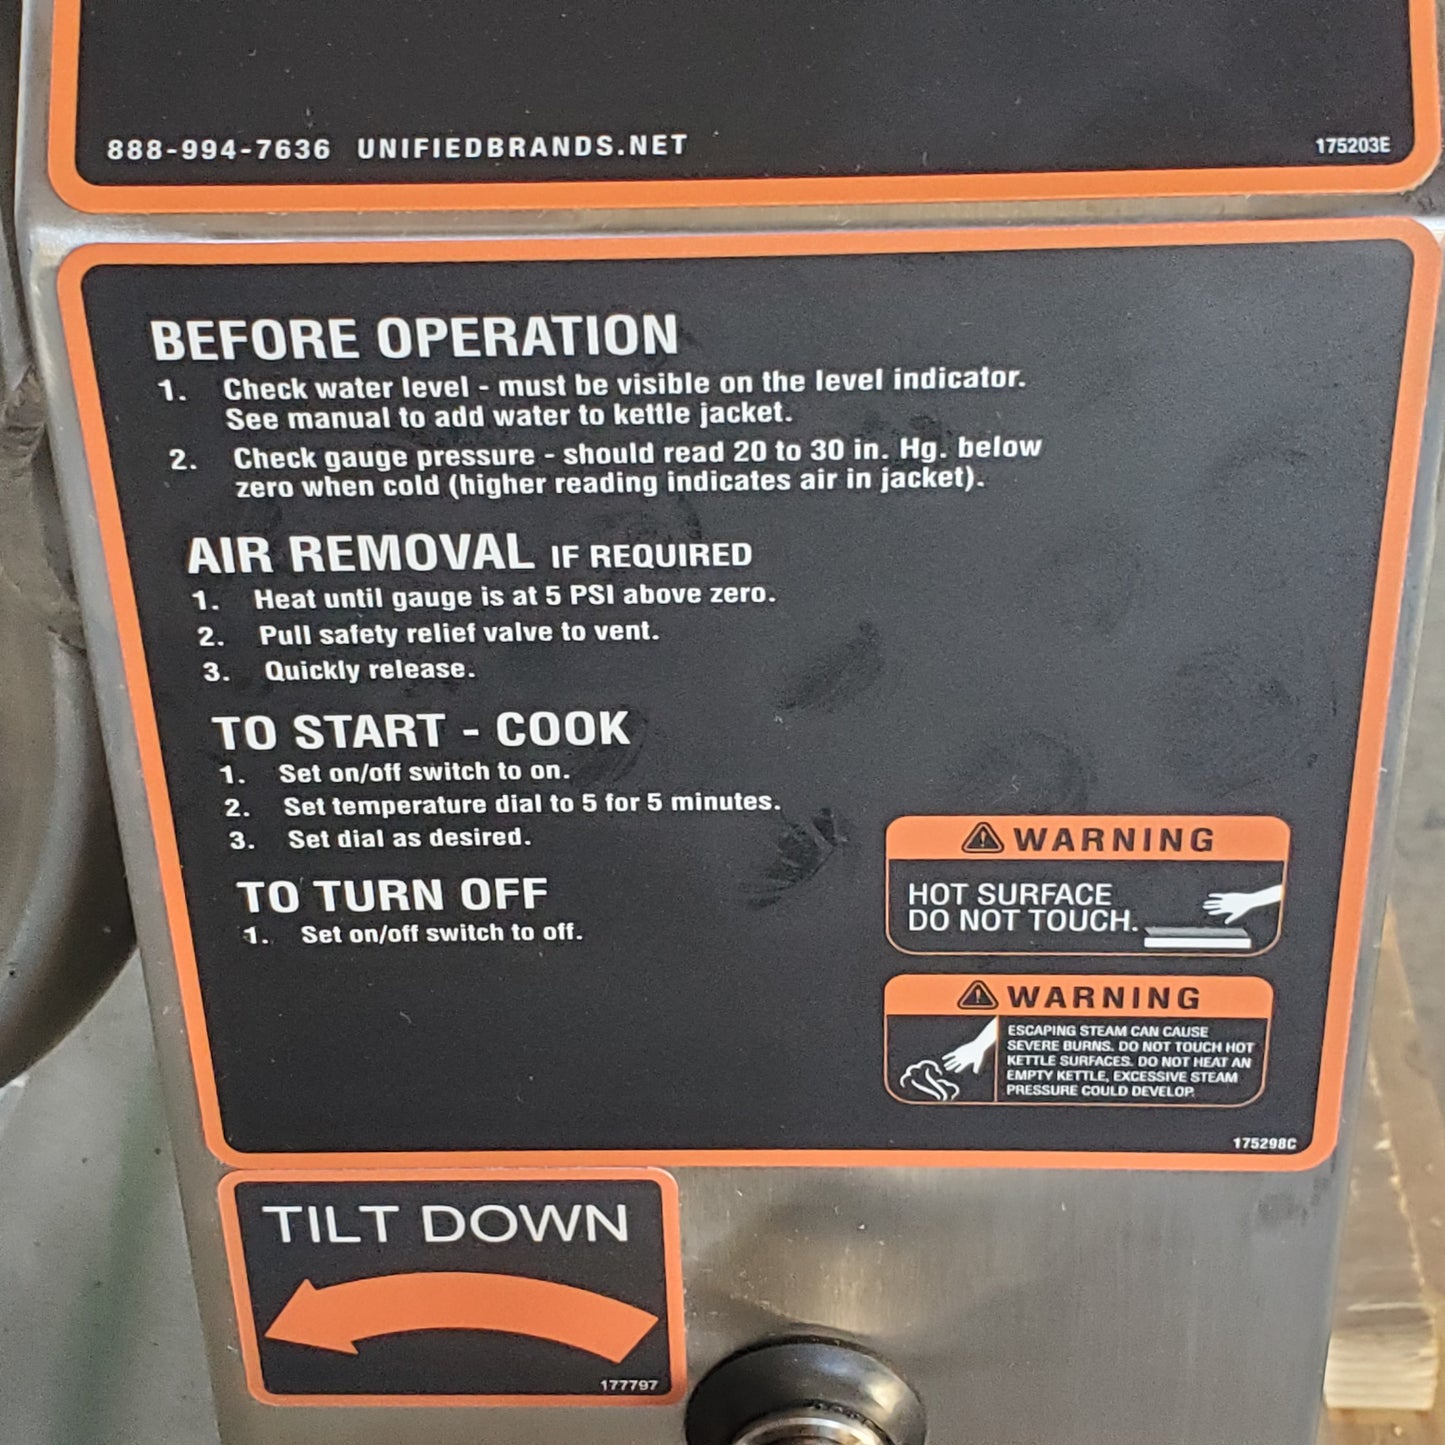 888-994-7636 UNIFIEDBRANDS.NET
175203E
BEFORE OPERATION
1. Check water level - must be visible on the level indicator.
See manual to add water to kettle jacket.
2. Check gauge pressure - should read 20 to 30 in. Hg. below
zero when cold (higher reading indicates air in jacket).
AIR REMOVAL IF REQUIRED
1. Heat until gauge is at 5 PSI above zero.
2. Pull safety relief valve to vent.
3. Quickly release.
TO START - COOK
1. Set on/off switch to on.
2. Set temperature dial to 5 for 5 minutes.
3. Set dial as desired.
TO TURN OFF
1. Set on/off switch to off.
WARNING
HOT SURFACE
DO NOT TOUCH.
WARNING
ESCAPING STEAM CAN CAUSE
SEVERE BURNS. DO NOT TOUCH HOT
KETTLE SURFACES. DO NOT HEAT AN
EMPTY KETTLE, EXCESSIVE STEAM
PRESSURE COULD DEVELOP.
175298C
TILT DOWN
177797